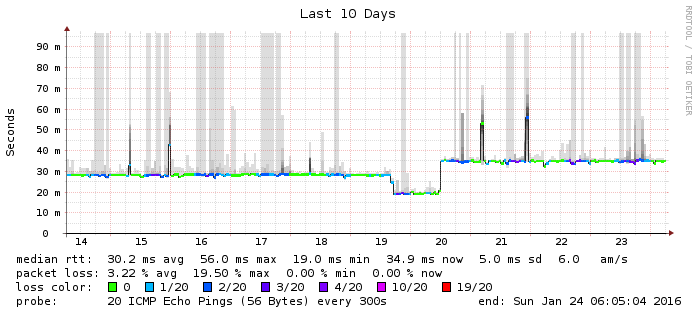 Last 10 Days
RRDTOOL / TOBI OETIKER
Seconds
90 m
80 m
70 m
60 m
50 m
40 m
30 m
20 m
10 m
0
14 15 16 17 18 19 20 21 22 23
median rtt: 30.2 ms avg 56.0 ms max 19.0 ms min 34.9 ms now 5.0 ms sd 6.0 am/s
packet loss: 3.22 % avg 19.50 % max 0.00 % min 0.00 % now
loss color: 0 1/20 2/20 3/20 4/20 10/20 19/20
probe: 20 ICMP Echo Pings (56 Bytes) every 300s end: Sun Jan 24 06:05:04 2016